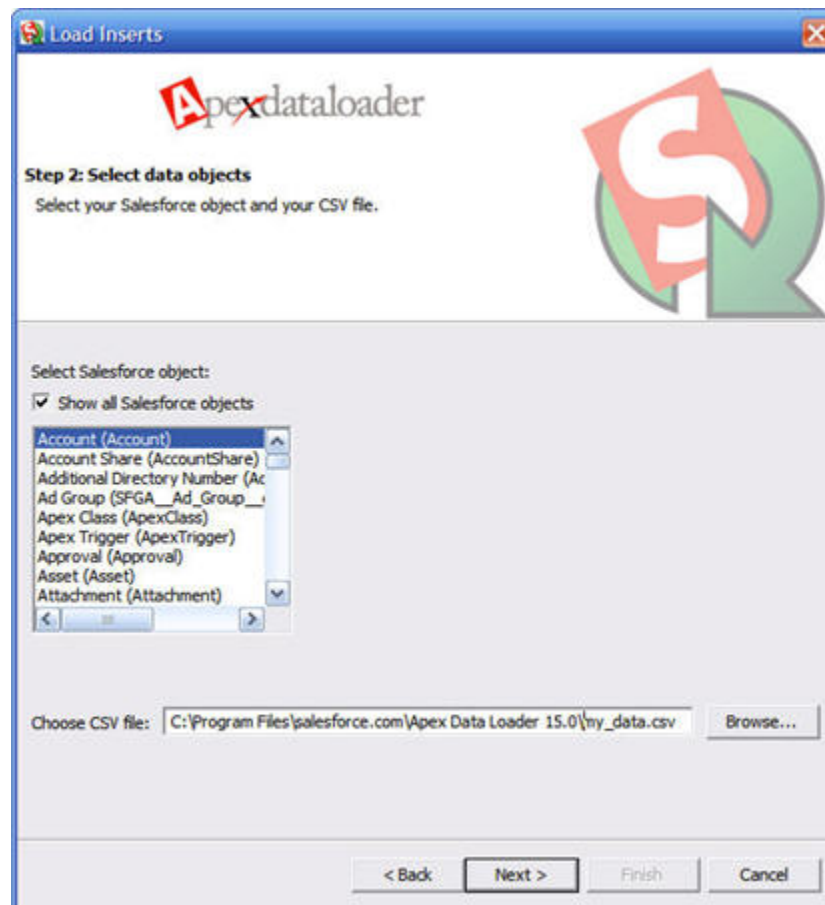 Load Inserts
Apexdataloader
Step 2: Select data objects
Select your Salesforce object and your CSV file.
Select Salesforce object:
Show all Salesforce objects
Account (Account)
Account Share (AccountShare)
Additional Directory Number (Ac
Ad Group (SFGA__Ad_Group__
Apex Class (ApexClass)
Apex Trigger (ApexTrigger)
Approval (Approval)
Asset (Asset)
Attachment (Attachment)
Choose CSV file: C:\Program Files\salesforce.com\Apex Data Loader 15.0\my_data.csv Browse...
< Back Next > Finish Cancel